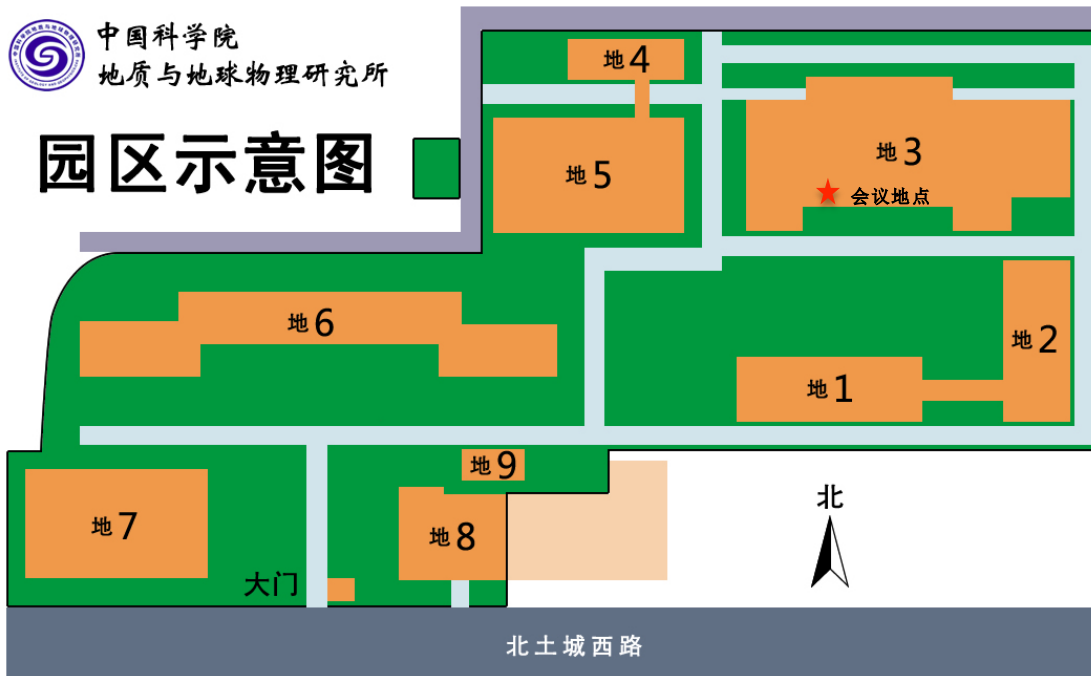 中国科学院
地质与地球物理研究所
园区示意图
地4
地3
地5
会议地点
地6
地2
地1
地9
地7
地8
北
大门
北土城西路